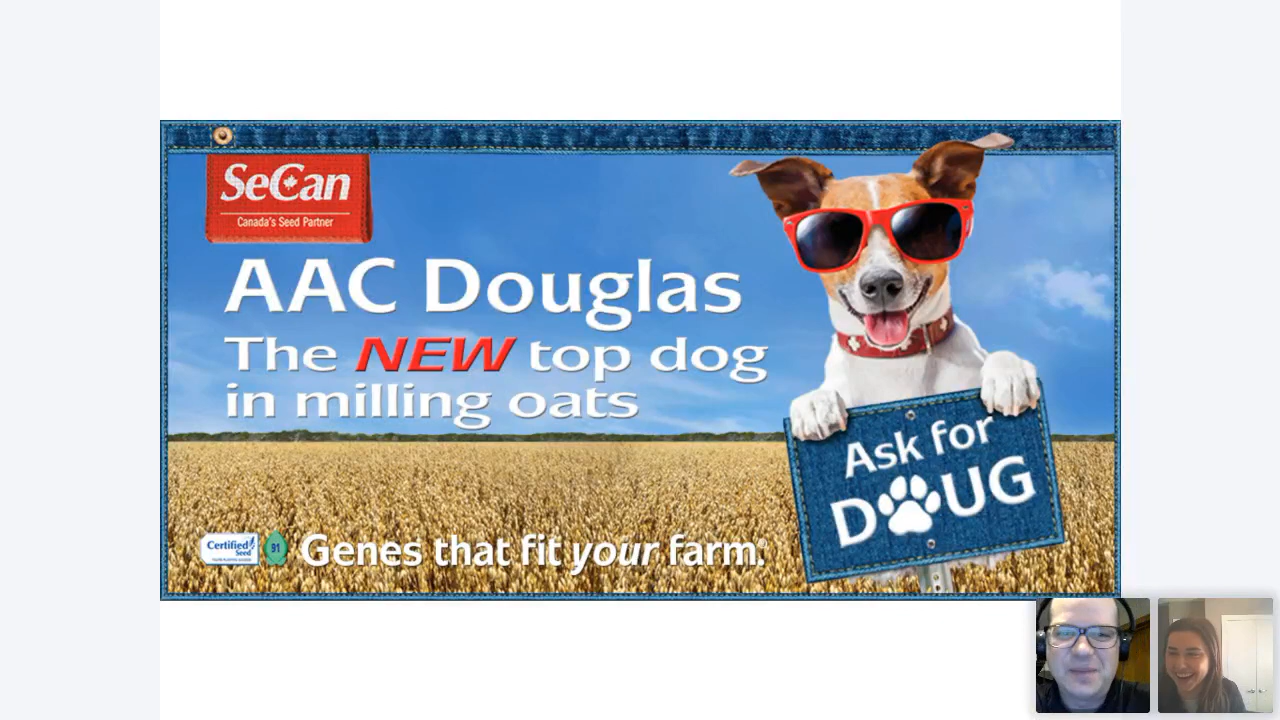 SeCan
Canada's Seed Partner
AAC Douglas
The NEW top dog
in milling oats
Ask for
DOUG
Certified
Seed
91
Genes that fit your farm.®